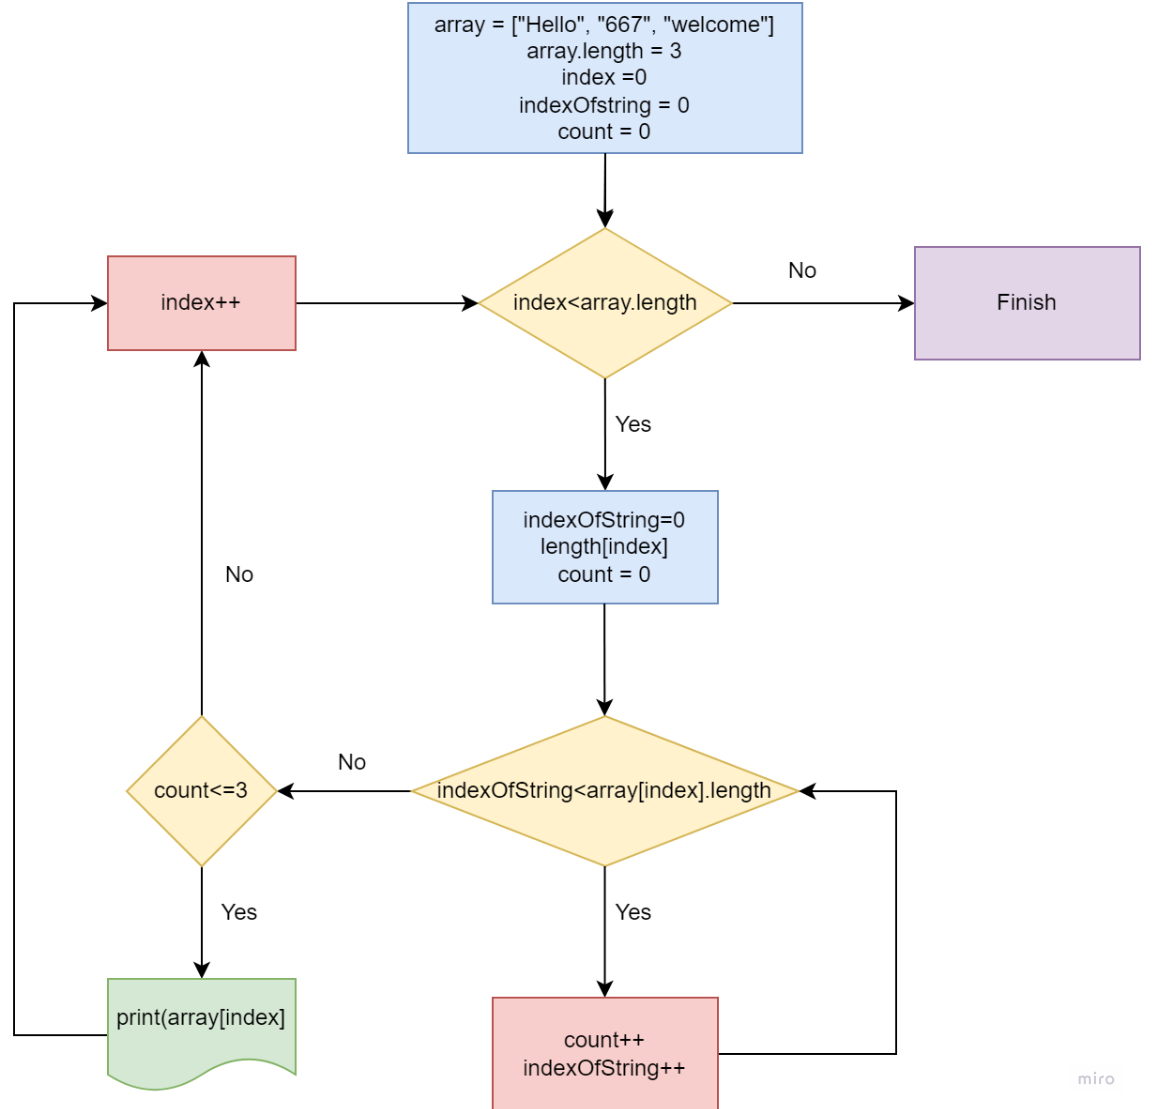 array = ["Hello", "667", "welcome"]
array.length = 3
index =0
indexOfstring = 0
count = 0
index++
index<array.length
No
Finish
Yes
indexOfString=0
length[index]
count = 0
No
count<=3
No
indexOfString<array[index].length
Yes
Yes
print(array[index]
count++
indexOfString++
miro